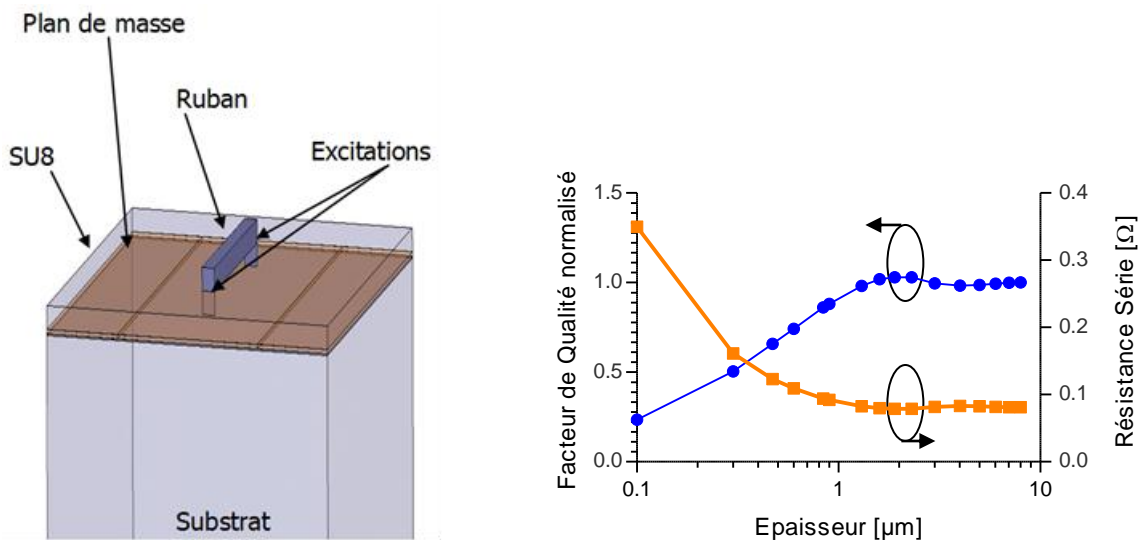 Plan de masse
Ruban
SU8
Excitations
Substrat
Facteur de Qualité normalisé
1.5
1.0
0.5
0.0
0.4
0.3
0.2
0.1
0.0
Résistance Série [Ω]
0.1
1
10
Epaisseur [µm]